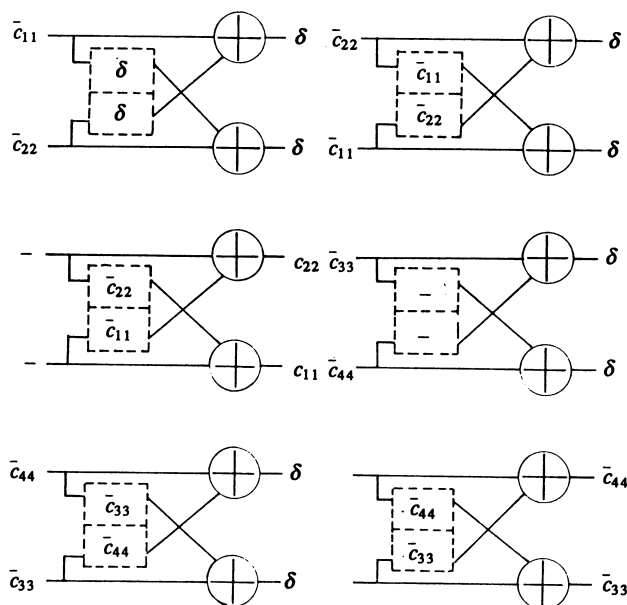 c̄₁₁ δ c̄₂₂ δ
δ c̄₁₁
δ c̄₂₂
c̄₂₂ δ c̄₁₁ δ
– c₂₂ c̄₃₃ δ
c̄₂₂ –
c̄₁₁ –
– c₁₁ c̄₄₄ δ
c̄₄₄ δ c̄₄₄
c̄₃₃ c̄₄₄
c̄₄₄ c̄₃₃
c̄₃₃ δ c̄₃₃